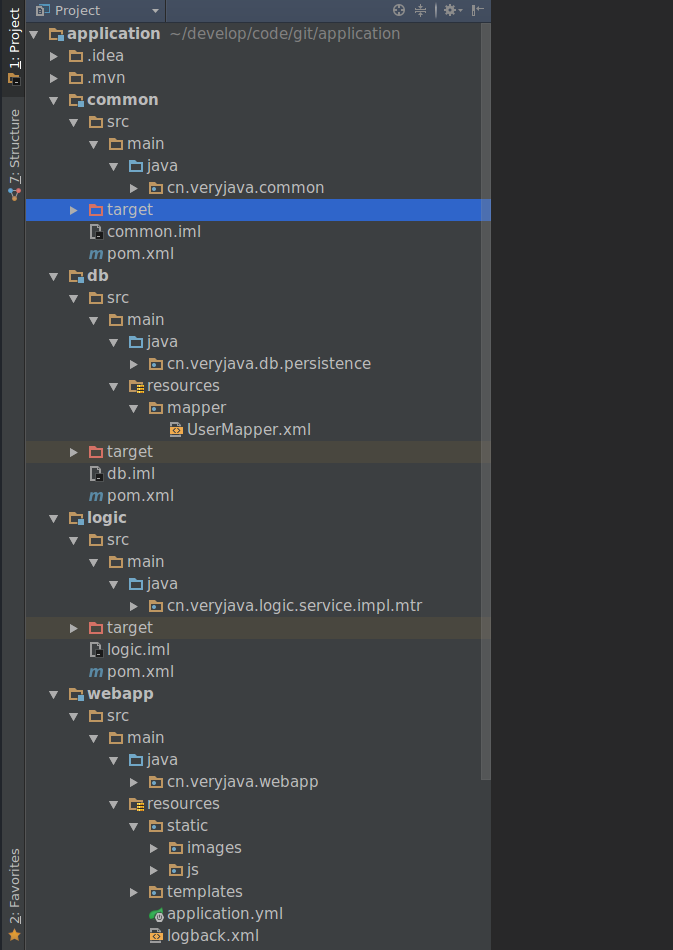 Project
application ~/develop/code/git/application
.idea
.mvn
common
src
main
java
cn.veryjava.common
target
common.iml
pom.xml
db
src
main
java
cn.veryjava.db.persistence
resources
mapper
UserMapper.xml
target
db.iml
pom.xml
logic
src
main
java
cn.veryjava.logic.service.impl.mtr
target
logic.iml
pom.xml
webapp
src
main
java
cn.veryjava.webapp
resources
static
images
js
templates
application.yml
logback.xml
1: Project
7: Structure
2: Favorites